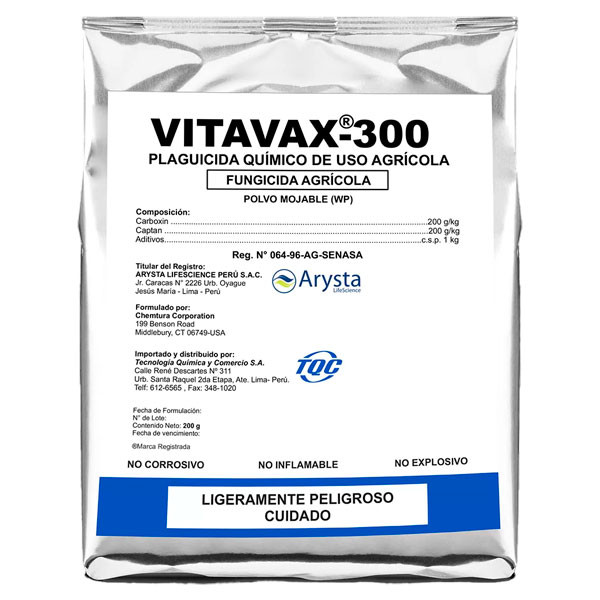 VITAVAX®-300
PLAGUICIDA QUÍMICO DE USO AGRÍCOLA
FUNGICIDA AGRÍCOLA
POLVO MOJABLE (WP)
Composición:
Carboxin ........................................................................ 200 g/kg
Captan ........................................................................ 200 g/kg
Aditivos ........................................................................ c.s.p. 1 kg
Reg. N° 064-96-AG-SENASA
Titular del Registro:
ARYSTA LIFESCIENCE PERÚ S.A.C.
Jr. Caracas N° 2226 Urb. Oyague
Jesús María - Lima - Perú
Arysta
LifeScience
Formulado por:
Chemtura Corporation
199 Benson Road
Middlebury, CT 06749-USA
Importado y distribuido por:
Tecnología Química y Comercio S.A.
Calle René Descartes Nº 311
Urb. Santa Raquel 2da Etapa, Ate. Lima- Perú.
Telf: 612-6565 , Fax: 348-1020
TQC
Fecha de Formulación:
N° de Lote:
Contenido Neto: 200 g
Fecha de vencimiento:
®Marca Registrada
NO CORROSIVO NO INFLAMABLE NO EXPLOSIVO
LIGERAMENTE PELIGROSO
CUIDADO